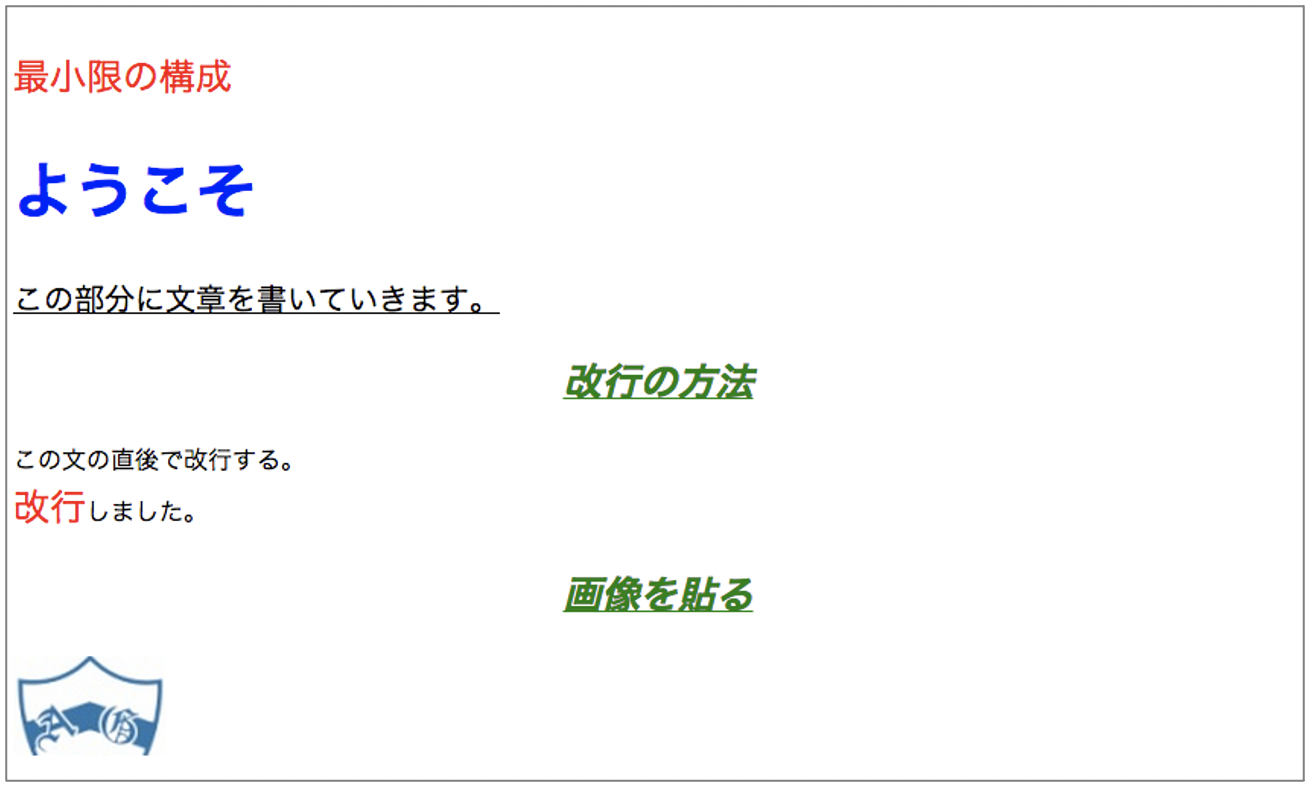 最小限の構成
ようこそ
この部分に文章を書いていきます。
改行の方法
この文の直後で改行する。
改行しました。
画像を貼る
A G